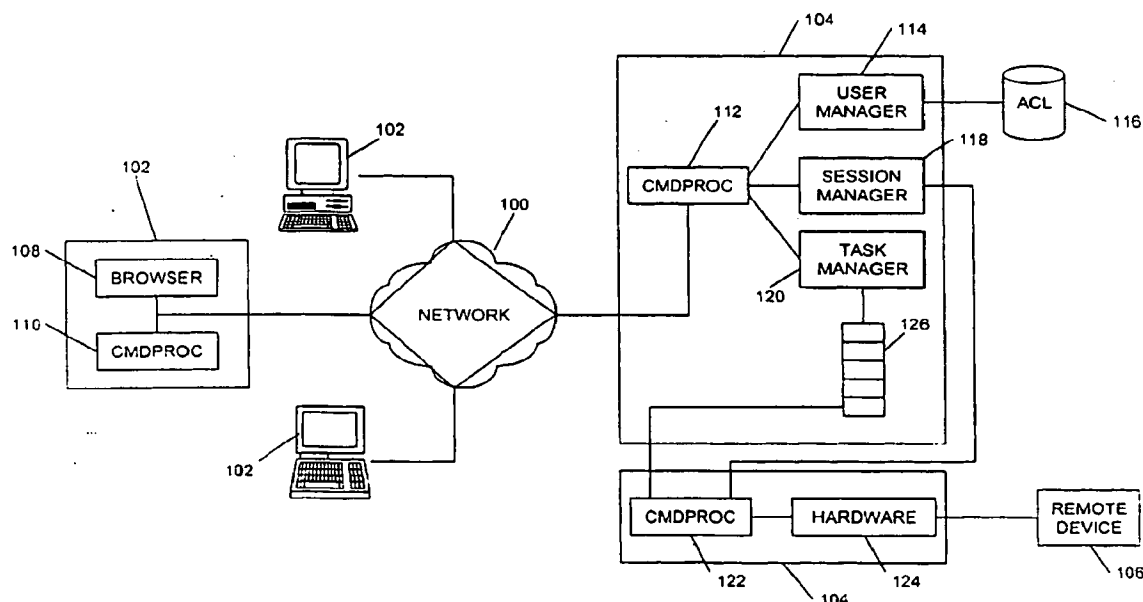 104
114
USER
MANAGER
ACL
116
112
118
102
CMDPROC
SESSION
MANAGER
102
100
108
BROWSER
TASK
MANAGER
120
NETWORK
110
CMDPROC
126
102
CMDPROC
HARDWARE
REMOTE
DEVICE
122
124
106
104